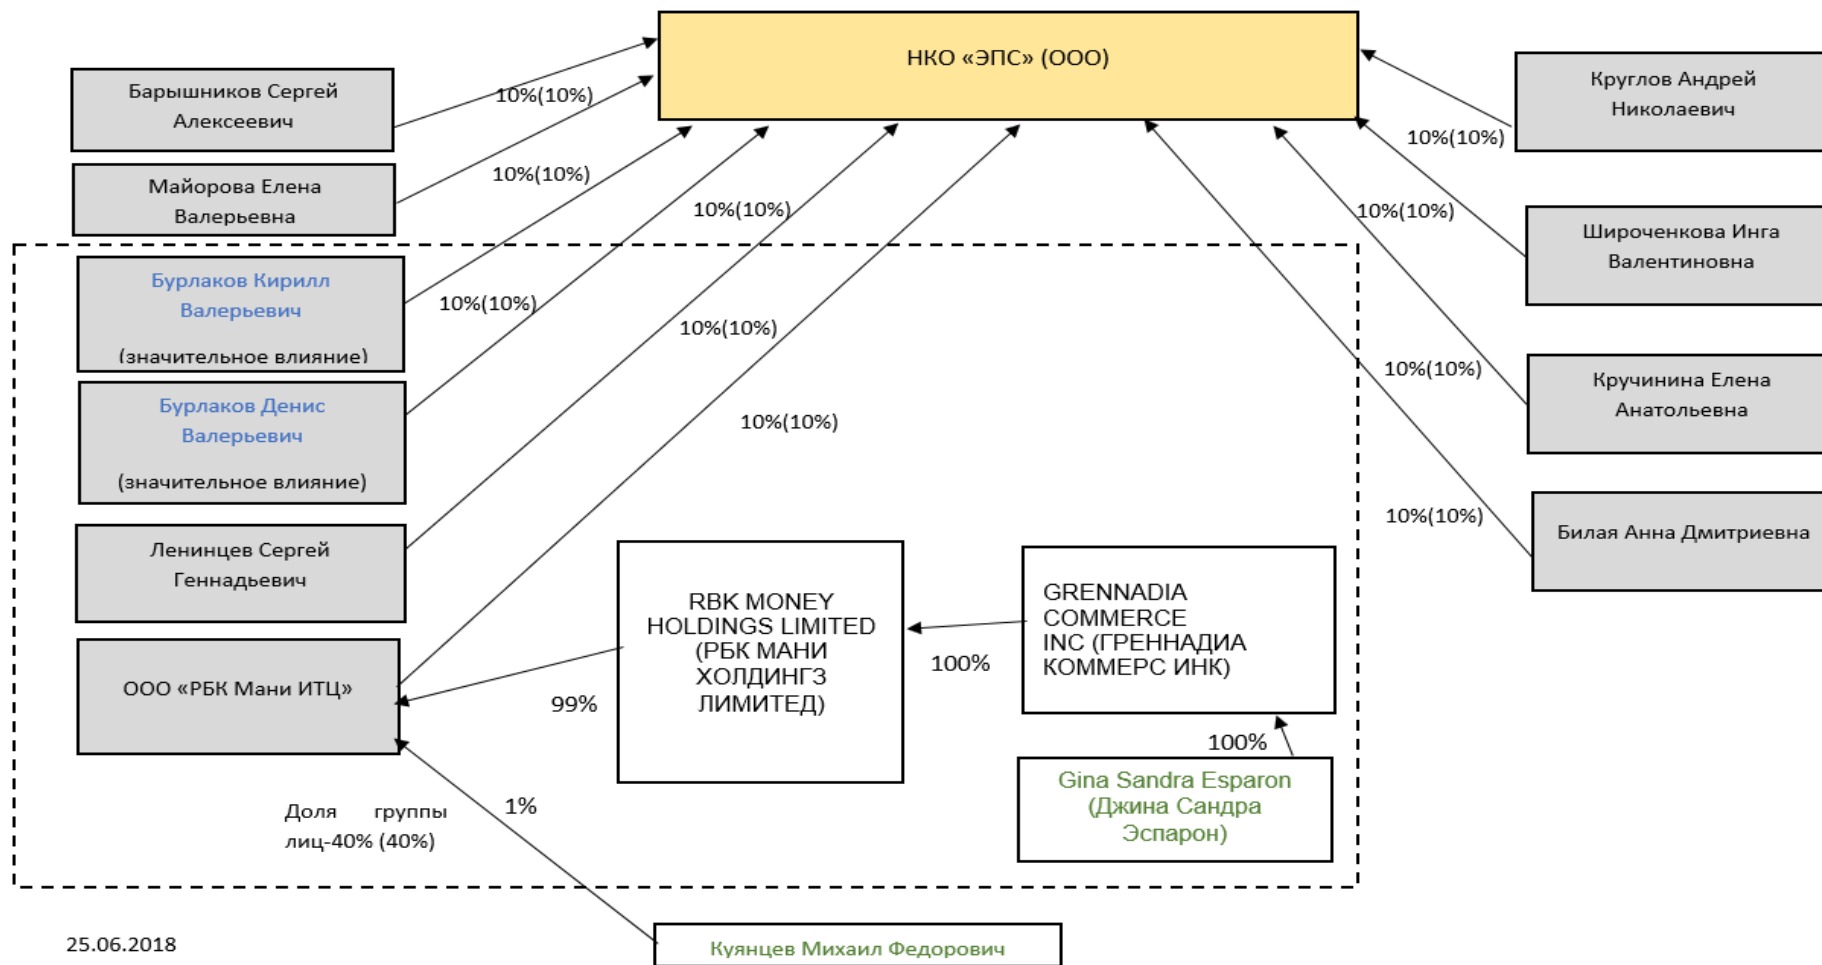 НКО «ЭПС» (ООО)
Барышников Сергей
Алексеевич
10%(10%)
Круглов Андрей
Николаевич
10%(10%)
Майорова Елена
Валерьевна
10%(10%)
10%(10%)
10%(10%)
Широченкова Инга
Валентиновна
Бурлаков Кирилл
Валерьевич
(значительное влияние)
10%(10%)
10%(10%)
10%(10%)
Кручинина Елена
Анатольевна
Бурлаков Денис
Валерьевич
(значительное влияние)
10%(10%)
10%(10%)
Билая Анна Дмитриевна
Ленинцев Сергей
Геннадьевич
RBK MONEY
HOLDINGS LIMITED
(РБК МАНИ
ХОЛДИНГЗ
ЛИМИТЕД)
GRENNADIA
COMMERCE
INC (ГРЕННАДИА
КОММЕРС ИНК)
100%
ООО «РБК Мани ИТЦ»
99%
100%
Gina Sandra Esparon
(Джина Сандра
Эспарон)
Доля группы
лиц-40% (40%)
1%
25.06.2018
Куянцев Михаил Федорович